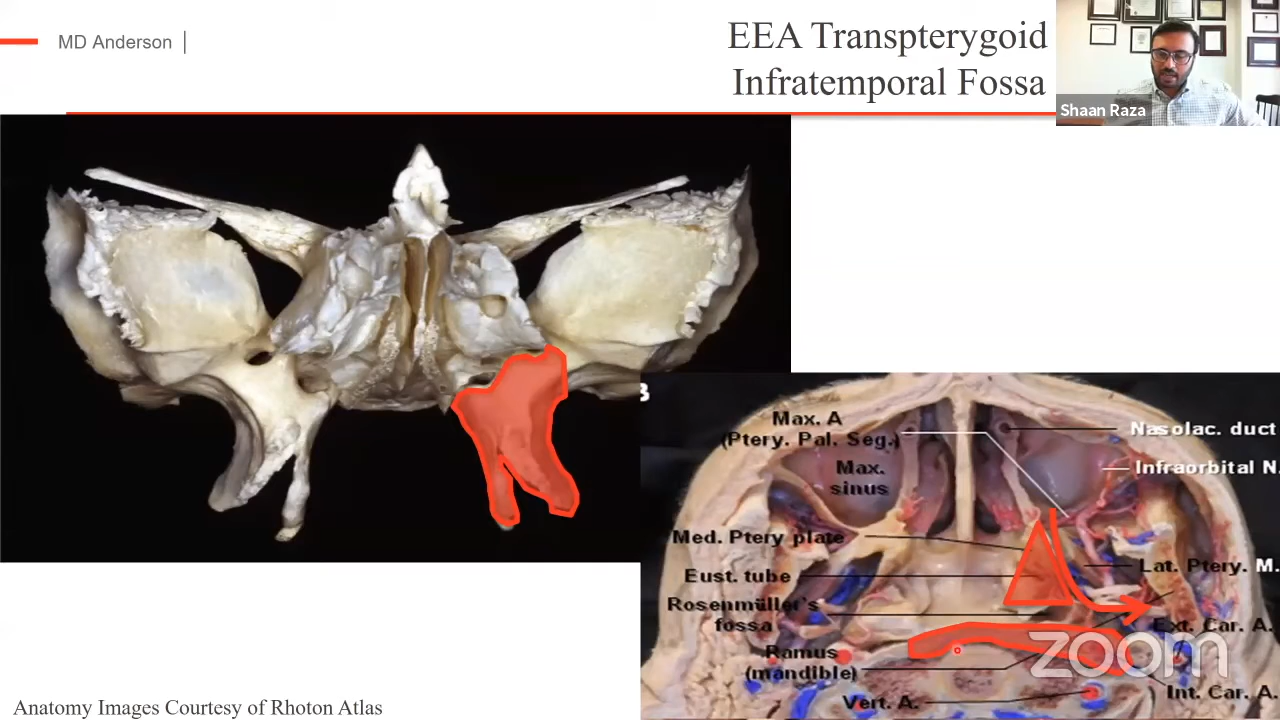 MD Anderson |
EEA Transpterygoid
Infratemporal Fossa
Shaan Raza
B
Max. A
(Ptery. Pal. Seg.)
Nasolac. duct
Max.
sinus
Infraorbital N.
Med. Ptery plate
Lat. Ptery. M.
Eust. tube
Rosenmüller's
fossa
Ext. Car. A.
zoom
Ramus
(mandible)
Int. Car. A.
Vert. A.
Anatomy Images Courtesy of Rhoton Atlas